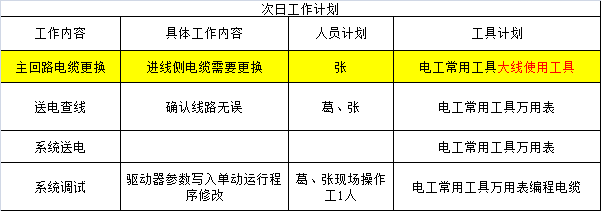 次日工作计划
工作内容 具体工作内容 人员计划 工具计划
主回路电缆更换 进线侧电缆需要更换 张 电工常用工具大线使用工具
送电查线 确认线路无误 葛、张 电工常用工具万用表
系统送电 电工常用工具万用表
系统调试 驱动器参数写入单动运行程序修改 葛、张现场操作工1人 电工常用工具万用表编程电缆